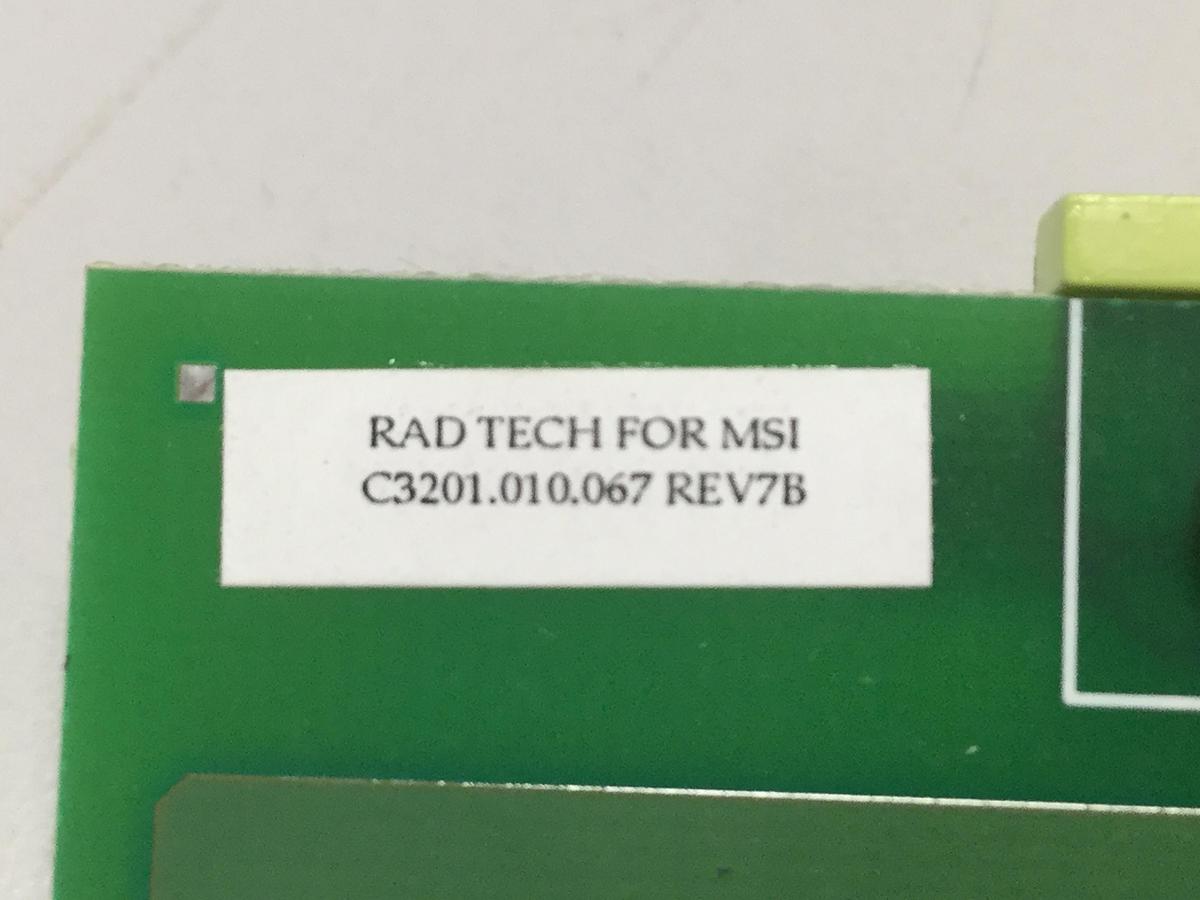 RAD TECH FOR MSI
C3201.010.067 REV7B